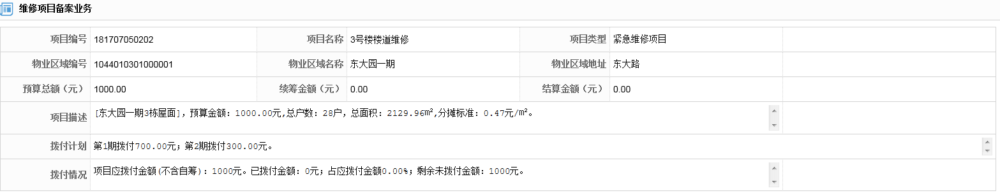 维修项目备案业务
项目编号 181707050202 项目名称 3号楼楼道维修 项目类型 紧急维修项目
物业区域编号 1044010301000001 物业区域名称 东大园一期 物业区域地址 东大路
预算总额（元） 1000.00 续筹金额（元） 0.00 结算金额（元） 0.00
项目描述 [东大园一期3栋屋面]，预算金额：1000.00元,总户数：28户，总面积：2129.96㎡,分摊标准：0.47元/㎡。
拨付计划 第1期拨付700.00元；第2期拨付300.00元。
拨付情况 项目应拨付金额(不含自筹)：1000元。已拨付金额：0元；占应拨付金额0.00%；剩余未拨付金额：1000元。